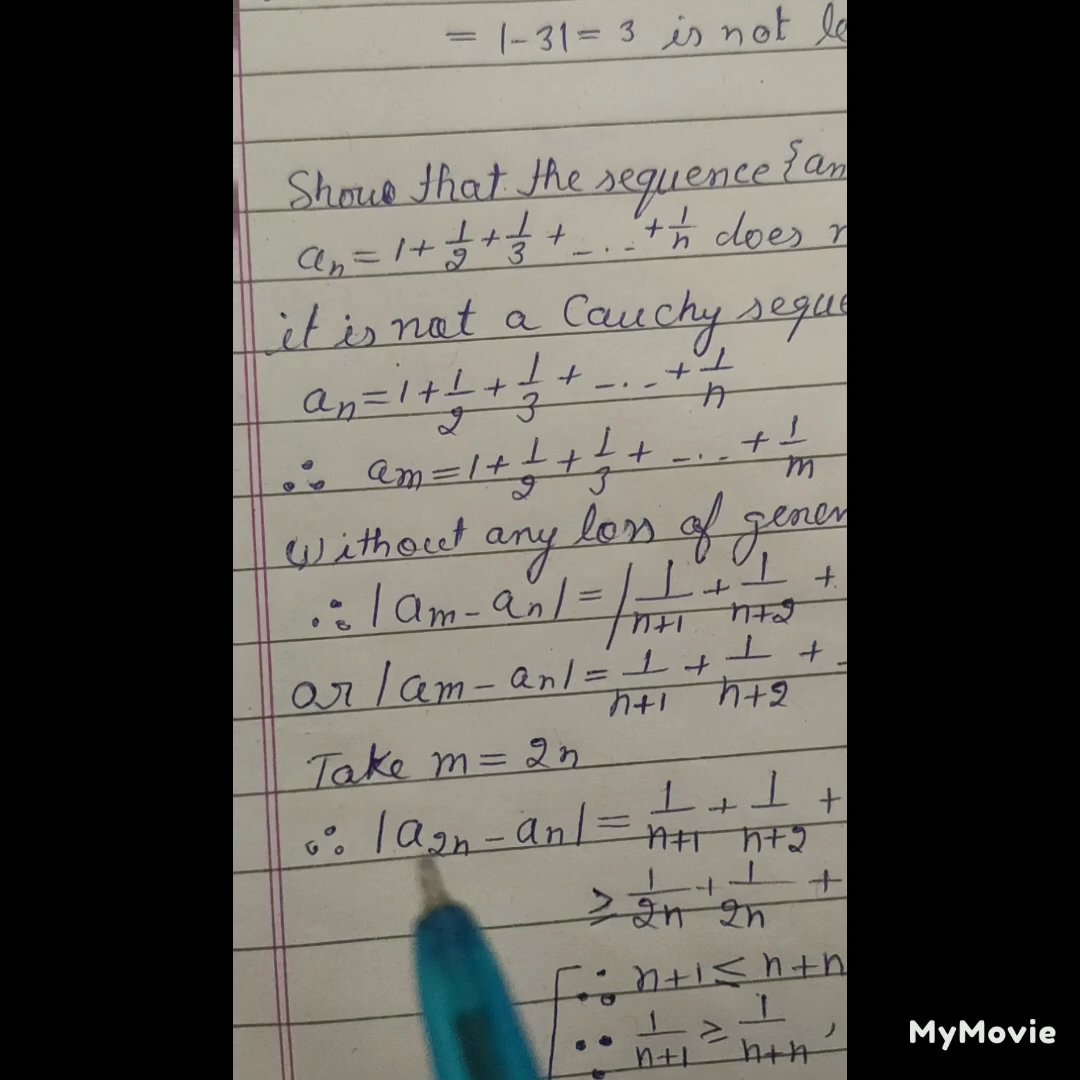 = |-3| = 3 is not le
Show that the sequence {an
an = 1 + 1/2 + 1/3 + -..- + 1/n does
it is not a Cauchy seque
an = 1 + 1/2 + 1/3 + -..- + 1/n
∴ am = 1 + 1/2 + 1/3 + -..- + 1/m
Without any loss of gener
∴ |am - an| = |1/n+1 + 1/n+2 +
or |am - an| = 1/n+1 + 1/n+2 +
Take m = 2n
∴ |a2n - an| = 1/n+1 + 1/n+2 +
≥ 1/2n + 1/2n +
[∵ n+1 ≤ n+n
∴ 1/n+1 ≥ 1/n+n ,
MyMovie